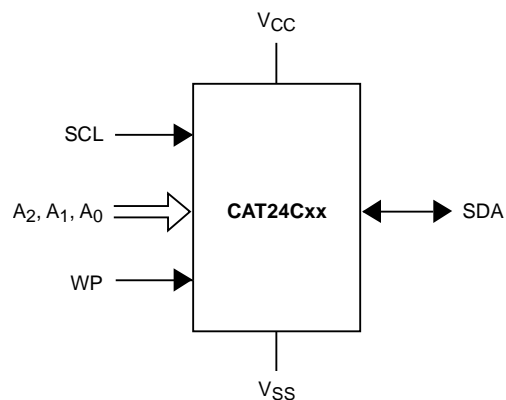 VCC
SCL
A2, A1, A0
CAT24Cxx
SDA
WP
VSS